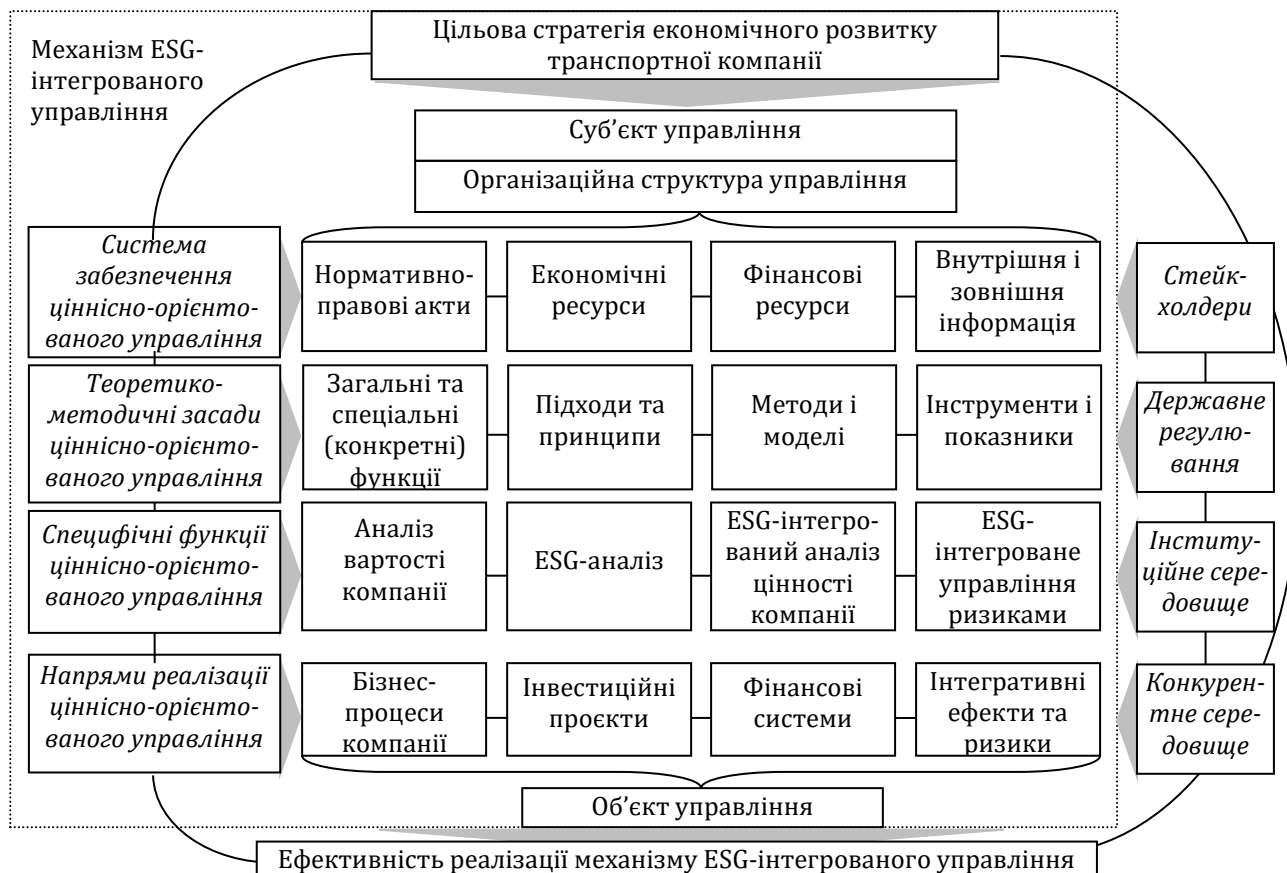 Цільова стратегія економічного розвитку
транспортної компанії
Механізм ESG-
інтегрованого
управління
Суб’єкт управління
Організаційна структура управління
Система
забезпечення
ціннісно-орієнто-
ваного управління
Нормативно-
правові акти
Економічні
ресурси
Фінансові
ресурси
Внутрішня і
зовнішня
інформація
Стейк-
холдери
Теоретико-
методичні засади
ціннісно-орієнто-
ваного управління
Загальні та
спеціальні
(конкретні)
функції
Підходи та
принципи
Методи і
моделі
Інструменти і
показники
Державне
регулю-
вання
Специфічні функції
ціннісно-орієнто-
ваного управління
Аналіз
вартості
компанії
ESG-аналіз
ESG-інтегро-
ваний аналіз
цінності
компанії
ESG-
інтегроване
управління
ризиками
Інститу-
ційне сере-
довище
Напрями реалізації
ціннісно-орієнто-
ваного управління
Бізнес-
процеси
компанії
Інвестиційні
проєкти
Фінансові
системи
Інтегративні
ефекти та
ризики
Конкурен-
тне сере-
довище
Об’єкт управління
Ефективність реалізації механізму ESG-інтегрованого управління